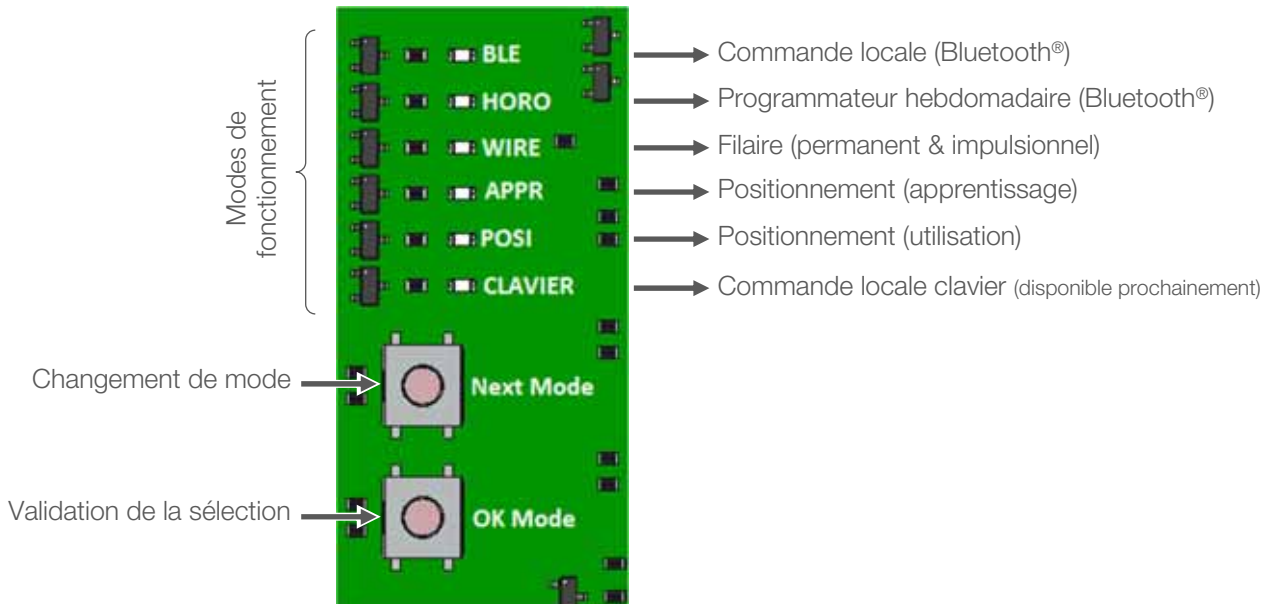 Modes de
fonctionnement
BLE
Commande locale (Bluetooth®)
HORO
Programmateur hebdomadaire (Bluetooth®)
WIRE
Filaire (permanent & impulsionnel)
APPR
Positionnement (apprentissage)
POSI
Positionnement (utilisation)
CLAVIER
Commande locale clavier (disponible prochainement)
Changement de mode
Next Mode
Validation de la sélection
OK Mode